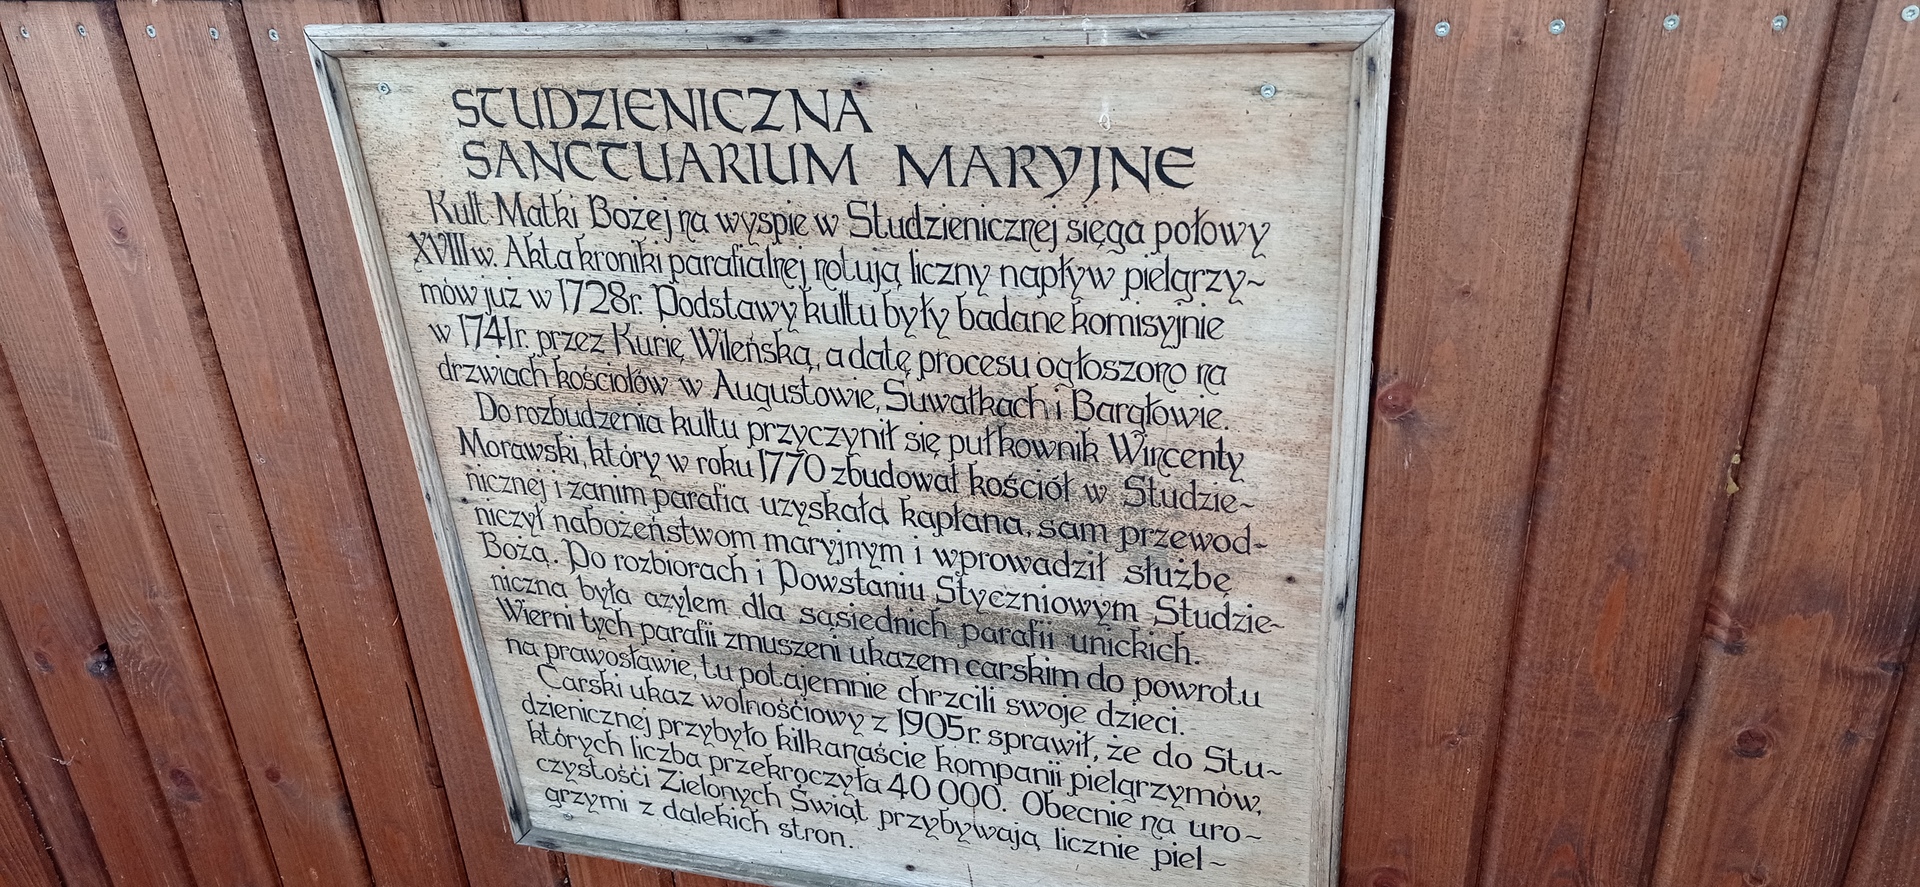 STUDZIENICZNA
SANCTUARIUM MARYJNE
Kult Matki Bożej na wyspie w Studzienicznej sięga połowy
XVIII w. Akta kroniki parafialnej notują liczny napływ pielgrzy~
mów już w 1728r. Podstawy kultu były badane komisyjnie
w 1741r. przez Kurię Wileńską, a datę procesu ogłoszono na
drzwiach kościołów w Augustowie, Suwałkach i Bargłowie.
Do rozbudzenia kultu przyczynił się pułkownik Wincenty
Morawski, który w roku 1770 zbudował kościół w Studzie~
nicznej i zanim parafia uzyskała kapłana, sam przewod~
niczył nabożeństwom maryjnym i wprowadził służbę
Bożą. Po rozbiorach i Powstaniu Styczniowym Studzie~
niczna była azylem dla sąsiednich parafii unickich.
Wierni tych parafii zmuszeni ukazem carskim do powrotu
na prawosławie, tu potajemnie chrzcili swoje dzieci.
Carski ukaz wolnościowy z 1905r. sprawił, że do Stu~
dzienicznej przybyło kilkanaście kompanii pielgrzymów,
których liczba przekroczyła 40 000. Obecnie na uro~
czystości Zielonych Świąt przybywają licznie piel~
grzymi z dalekich stron.